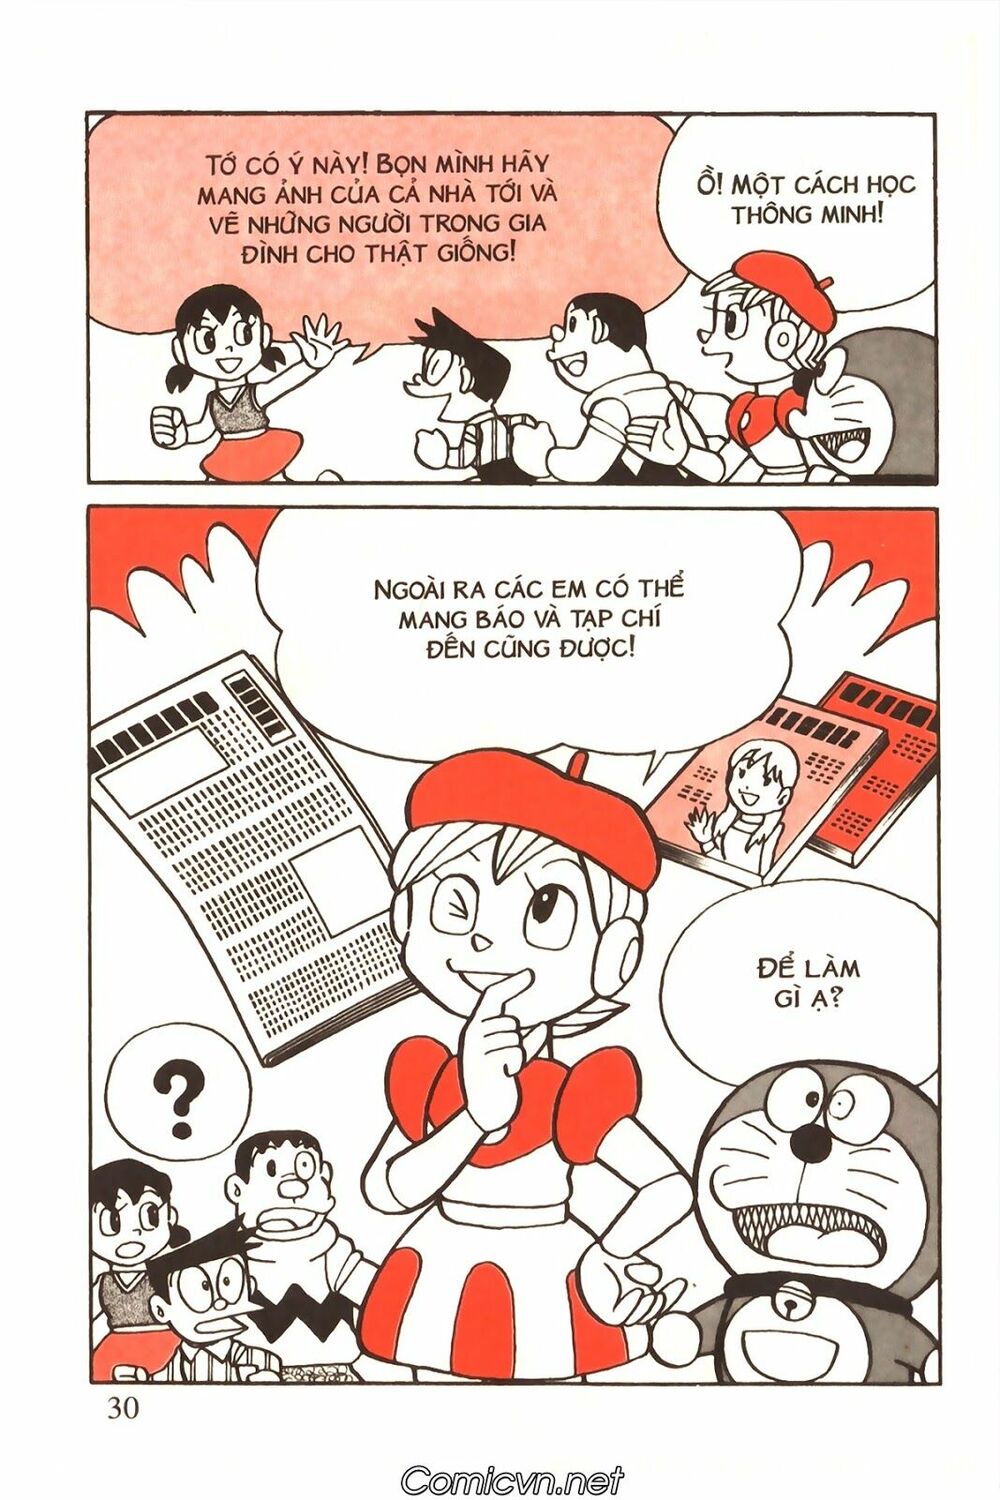 TỚ CÓ Ý NÀY! BỌN MÌNH HÃY
MANG ẢNH CỦA CẢ NHÀ TỚI VÀ
VẼ NHỮNG NGƯỜI TRONG GIA
ĐÌNH CHO THẬT GIỐNG!
Ồ! MỘT CÁCH HỌC
THÔNG MINH!
NGOÀI RA CÁC EM CÓ THỂ
MANG BÁO VÀ TẠP CHÍ
ĐẾN CŨNG ĐƯỢC!
ĐỂ LÀM
GÌ Ạ?
?
30
Comicvn.net